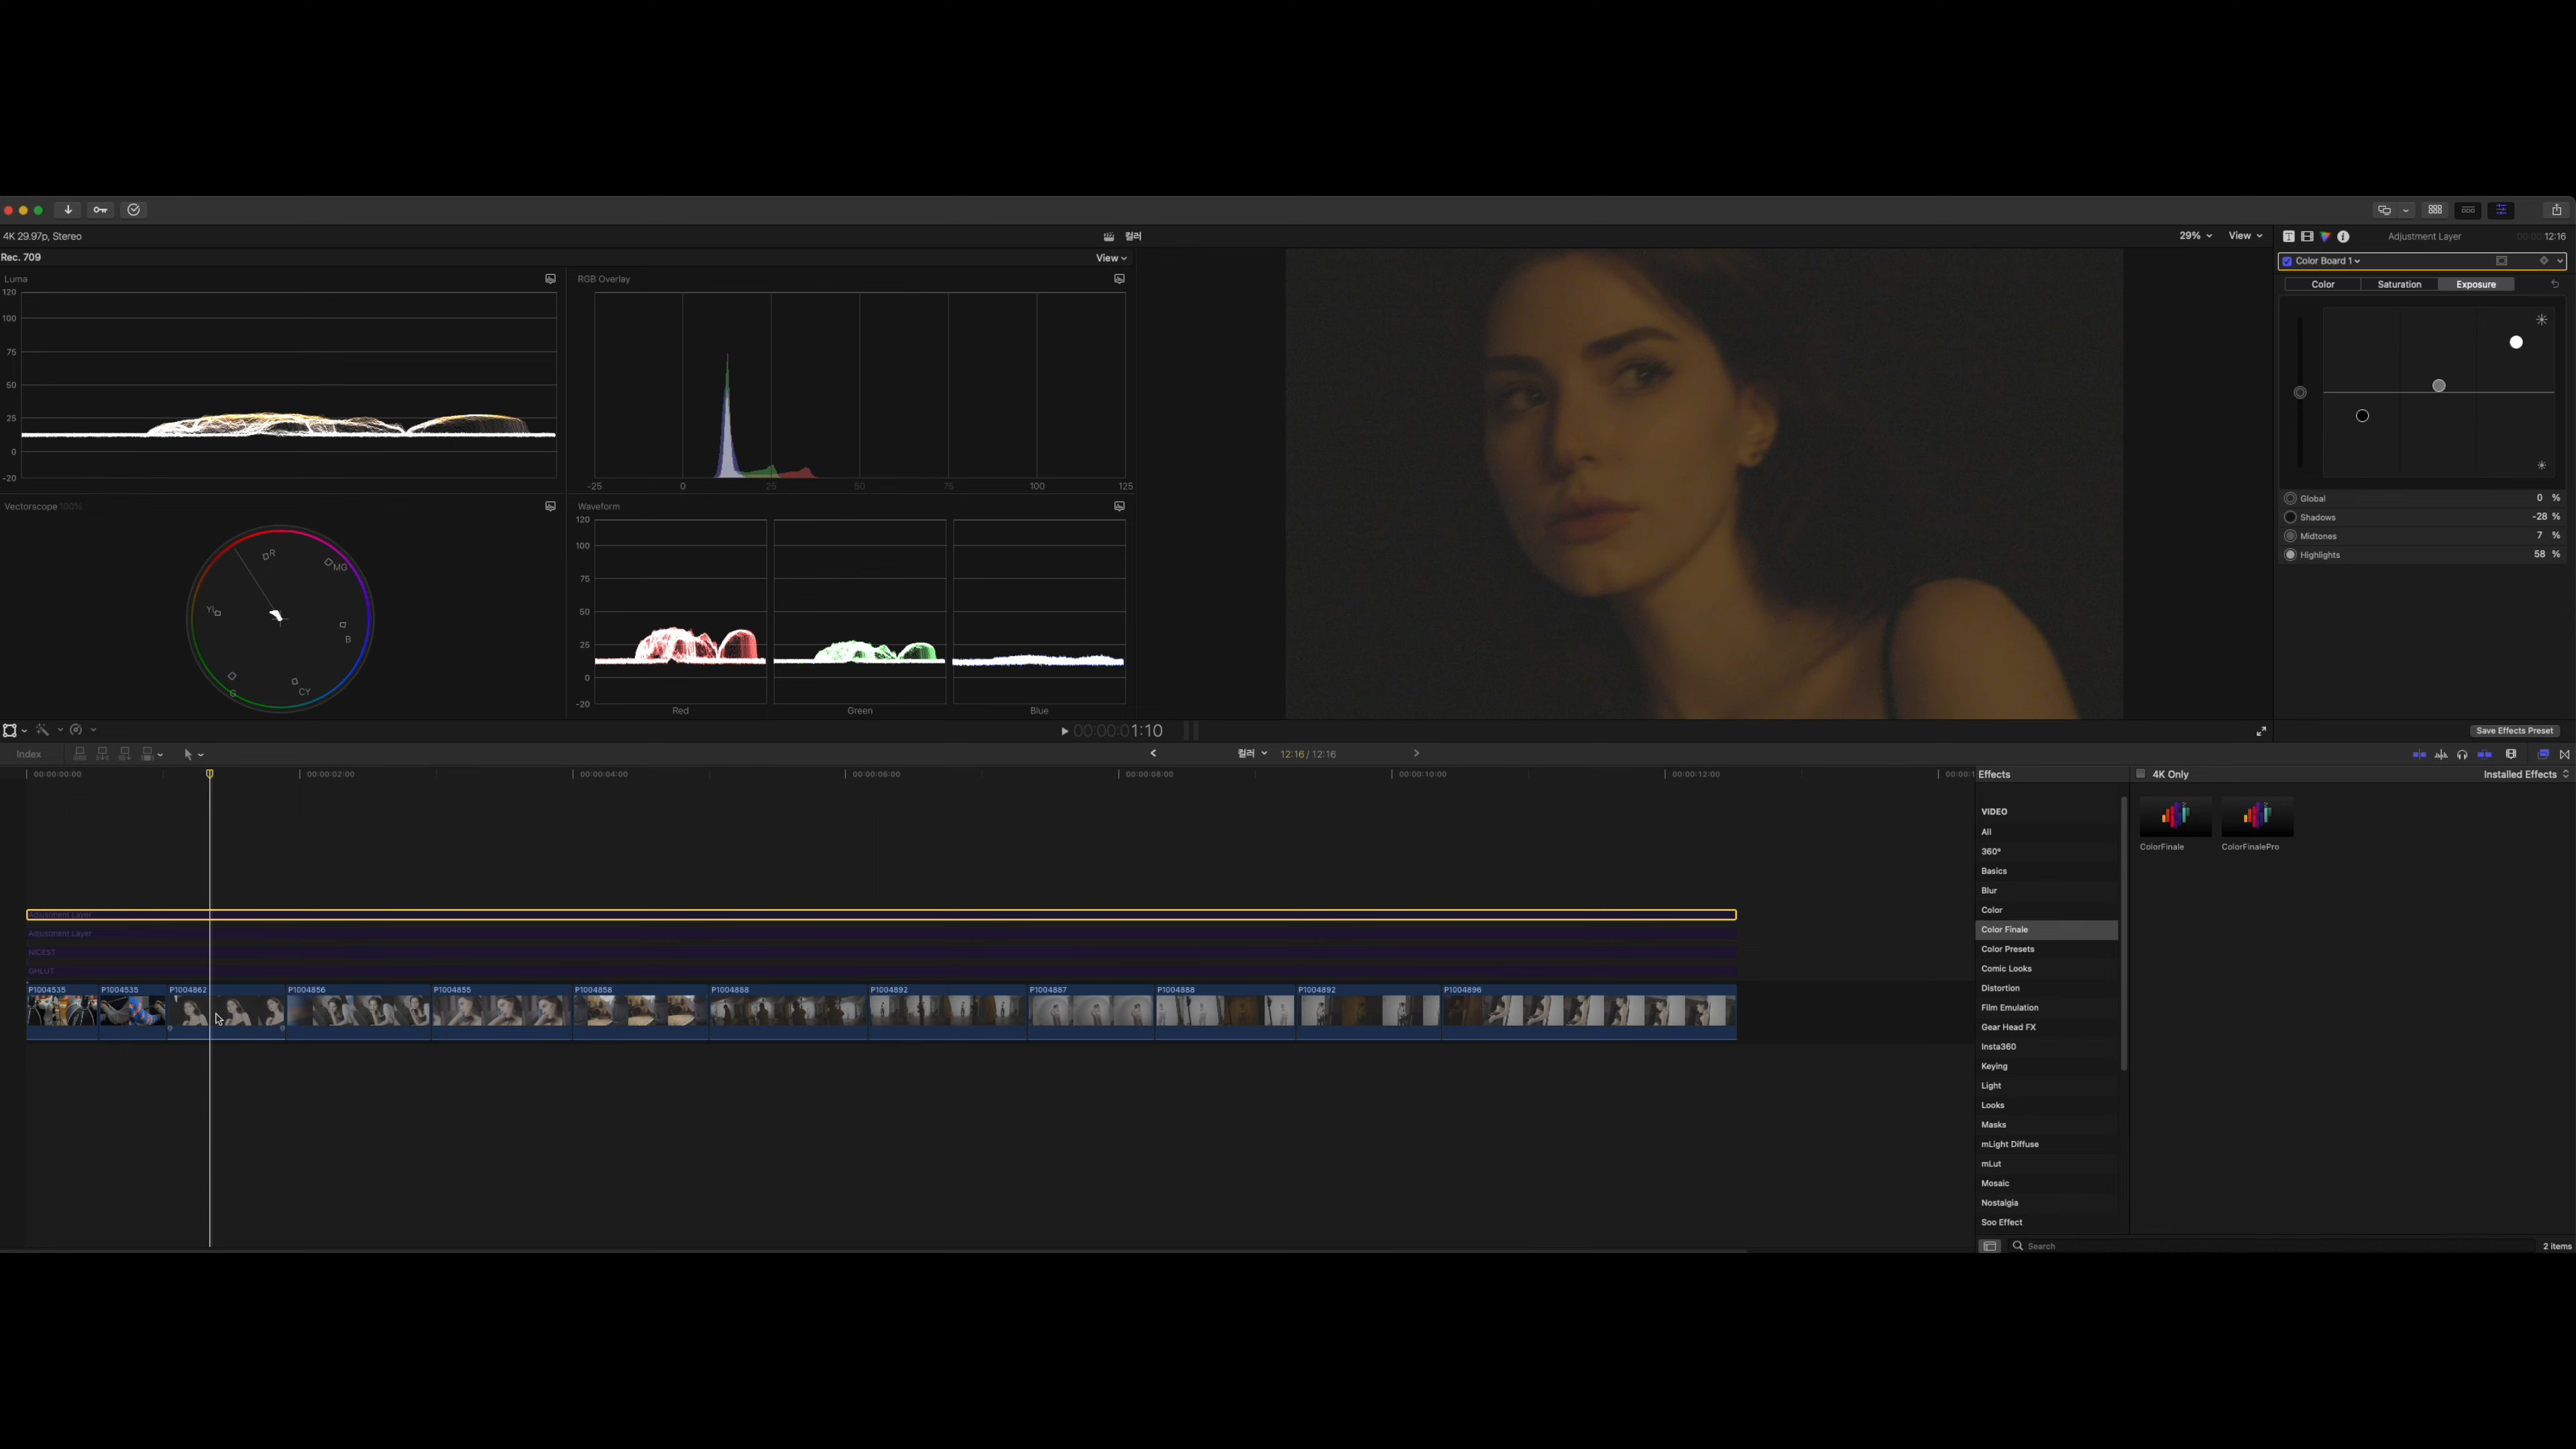 4K 29.97p, Stereo
컬러
29%
View
Adjustment Layer
00:00:12:16
Rec. 709
View
Color Board 1
Luma
RGB Overlay
Color
Saturation
Exposure
120
100
75
50
25
0
-20
-25
0
25
50
75
100
125
Global
0 %
Shadows
-28 %
Midtones
7 %
Highlights
58 %
Vectorscope 100%
Waveform
R
MG
B
CY
G
YL
120
100
75
50
25
0
-20
Red
Green
Blue
00:00:01:10
Save Effects Preset
Index
컬러
12:16 / 12:16
00:00:00:00
00:00:02:00
00:00:04:00
00:00:06:00
00:00:08:00
00:00:10:00
00:00:12:00
Effects
4K Only
Installed Effects
VIDEO
All
360°
Basics
Blur
Color
Color Finale
Color Presets
Comic Looks
Distortion
Film Emulation
Gear Head FX
Insta360
Keying
Light
Looks
Masks
mLight Diffuse
mLut
Mosaic
Nostalgia
Soo Effect
ColorFinale
ColorFinalePro
Adjustment Layer
Adjustment Layer
NICEST
GHLUT
P1004535
P1004535
P1004862
P1004856
P1004855
P1004858
P1004888
P1004892
P1004887
P1004888
P1004892
P1004896
Search
2 items